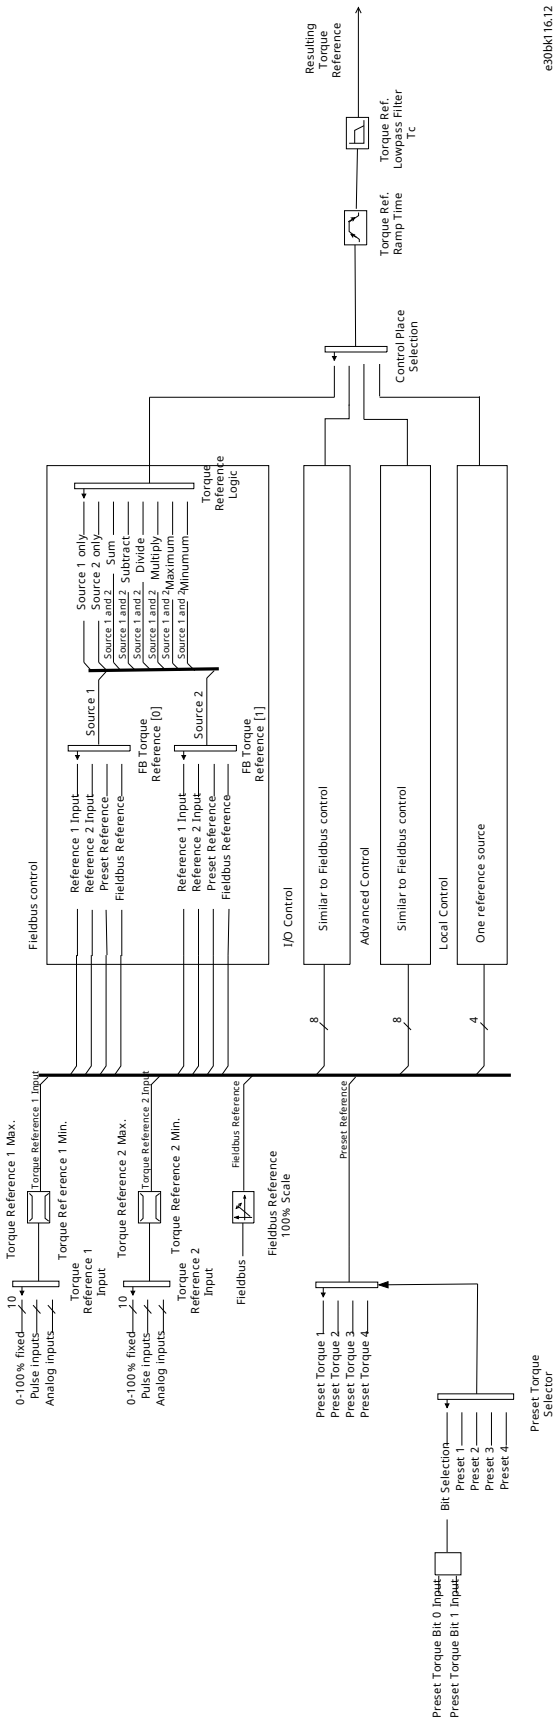 e30bk116.12
Resulting
Torque
Reference
Torque Ref.
Lowpass Filter
Tc
Torque Ref.
Ramp Time
Control Place
Selection
Fieldbus control
Torque
Reference
Logic
Source 1 only
Source 2 only
Source 1 and 2 Sum
Source 1 and 2 Subtract
Source 1 and 2 Divide
Source 1 and 2 Multiply
Source 1 and 2 Maximum
Source 1 and 2 Minumum
Source 1
Source 2
FB Torque
Reference [0]
FB Torque
Reference [1]
Reference 1 Input
Reference 2 Input
Preset Reference
Fieldbus Reference
Reference 1 Input
Reference 2 Input
Preset Reference
Fieldbus Reference
I/O Control
Similar to Fieldbus control
8
Advanced Control
Similar to Fieldbus control
8
Local Control
One reference source
4
Torque Reference 1 Max.
Torque Reference 1 Input
Torque Ref erence 1 Min.
Torque
Reference 1
Input
10
0-100% fixed
Pulse inputs
Analog inputs
Torque Reference 2 Max.
Torque Reference 2 Input
Torque Reference 2 Min.
Torque
Reference 2
Input
10
0-100% fixed
Pulse inputs
Analog inputs
Fieldbus Reference
Fieldbus Reference
100% Scale
Fieldbus
Preset Reference
Preset Torque 1
Preset Torque 2
Preset Torque 3
Preset Torque 4
Preset Torque
Selector
Bit Selection
Preset 1
Preset 2
Preset 3
Preset 4
Preset Torque Bit 0 Input
Preset Torque Bit 1 Input